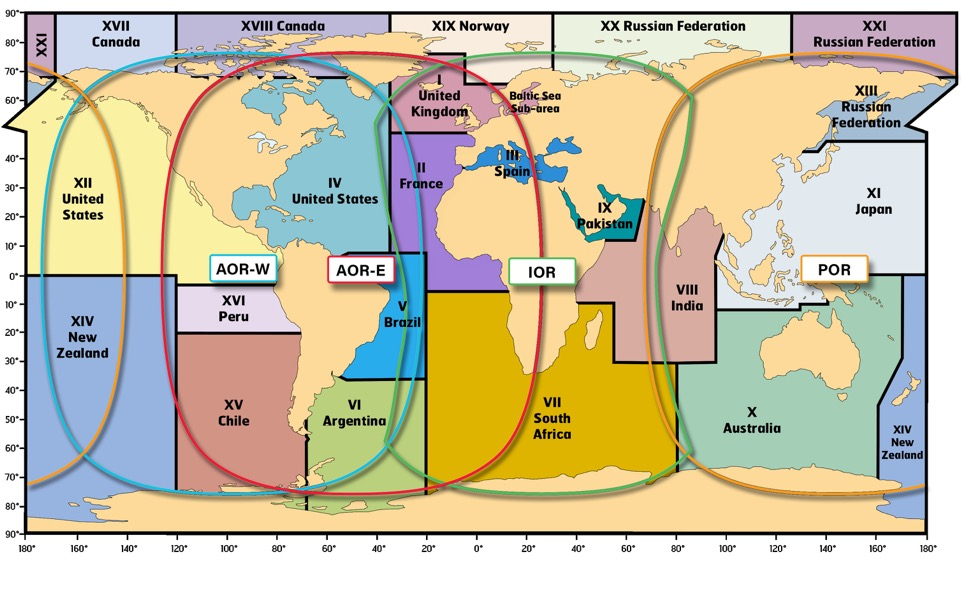 XXI
XVII
Canada
XVIII Canada
XIX Norway
XX Russian Federation
XXI
Russian Federation
I
United
Kingdom
Baltic Sea
Sub-area
XIII
Russian
Federation
XII
United
States
IV
United States
II
France
III
Spain
IX
Pakistan
XI
Japan
AOR-W
AOR-E
IOR
POR
XVI
Peru
V
Brazil
VIII
India
XIV
New
Zealand
XV
Chile
VI
Argentina
VII
South
Africa
X
Australia
XIV
New
Zealand
90°
80°
70°
60°
40°
30°
20°
10°
0°
10°
20°
40°
50°
60°
70°
80°
90°
180° 160° 140° 120° 100° 80° 60° 40° 20° 0° 20° 40° 60° 80° 100° 120° 140° 160° 180°